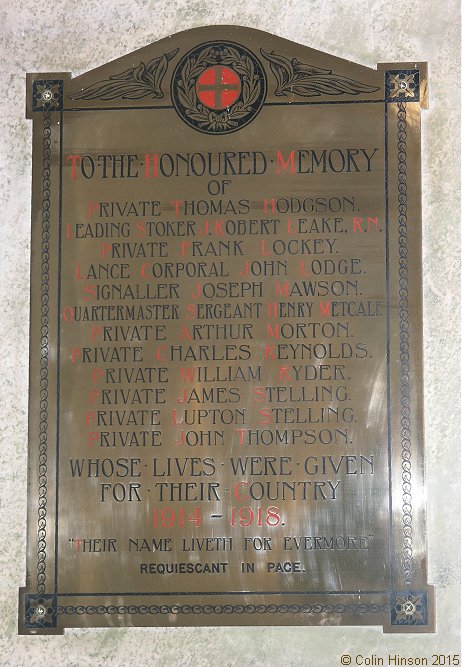 TO THE · HONOURED · MEMORY
OF
PRIVATE THOMAS HODGSON.
LEADING STOKER J. ROBERT LEAKE, R.N.
PRIVATE FRANK LOCKEY.
LANCE CORPORAL JOHN LODGE.
SIGNALLER JOSEPH MAWSON.
QUARTERMASTER SERGEANT HENRY METCALF.
PRIVATE ARTHUR MORTON.
PRIVATE CHARLES REYNOLDS.
PRIVATE WILLIAM RYDER.
PRIVATE JAMES STELLING.
PRIVATE LUPTON STELLING.
PRIVATE JOHN THOMPSON.
WHOSE · LIVES · WERE · GIVEN
FOR · THEIR · COUNTRY
1914 - 1918.
"THEIR NAME LIVETH FOR EVERMORE"
REQUIESCANT IN PACE.
© Colin Hinson 2015